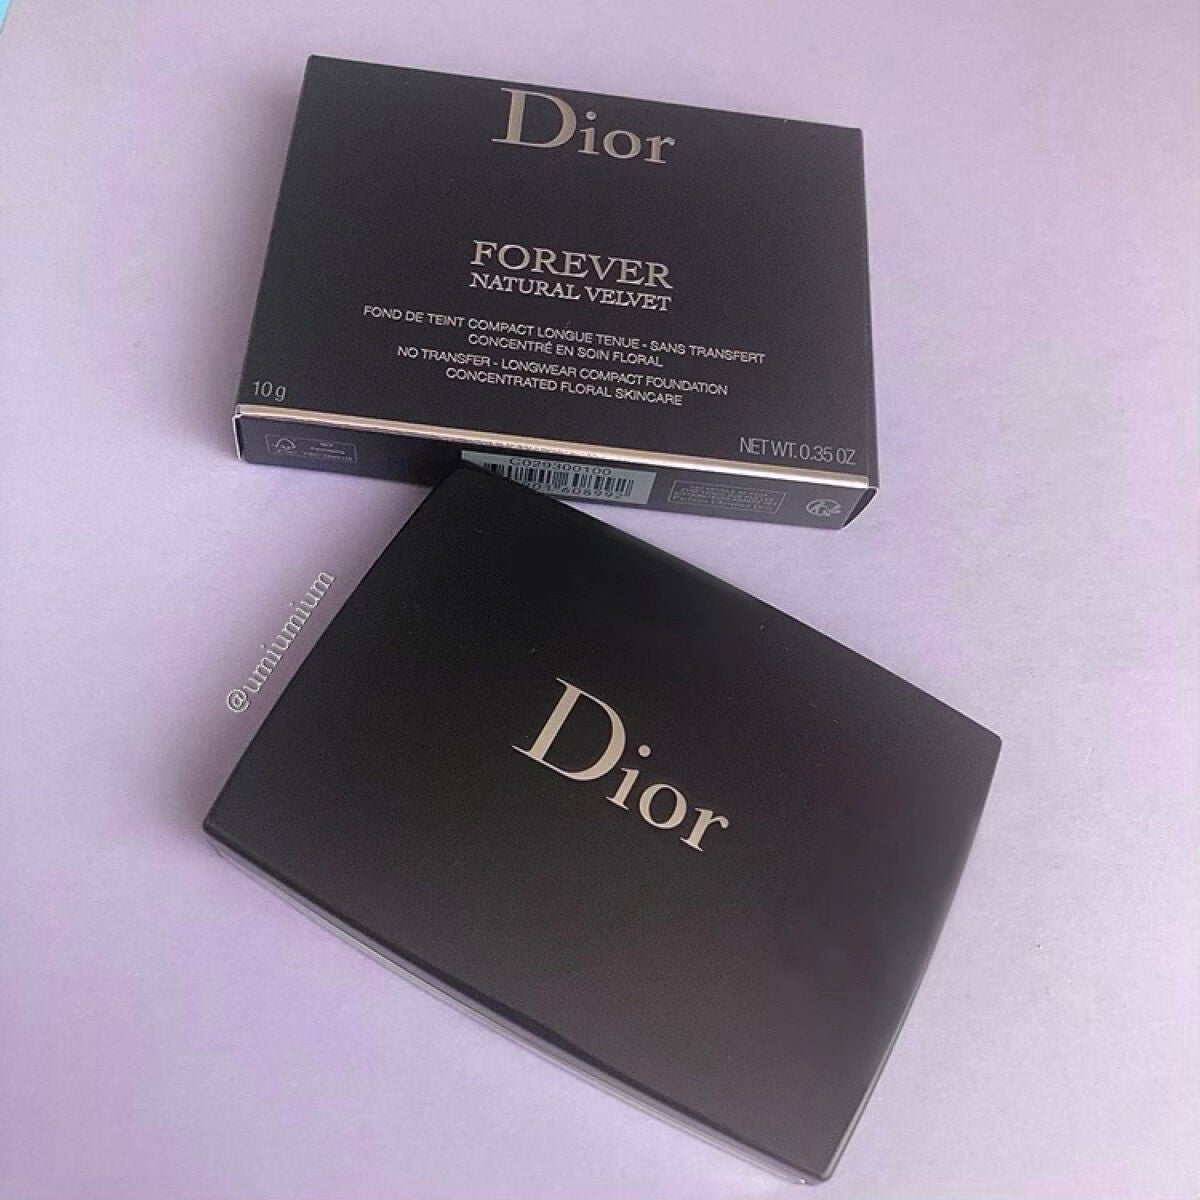 Dior
FOREVER
NATURAL VELVET
FOND DE TEINT COMPACT LONGUE TENUE - SANS TRANSFERT
CONCENTRÉ EN SOIN FLORAL
NO TRANSFER - LONGWEAR COMPACT FOUNDATION
CONCENTRATED FLORAL SKINCARE
10 g
NET WT. 0.35 OZ
C029300100
@umiumium
Dior